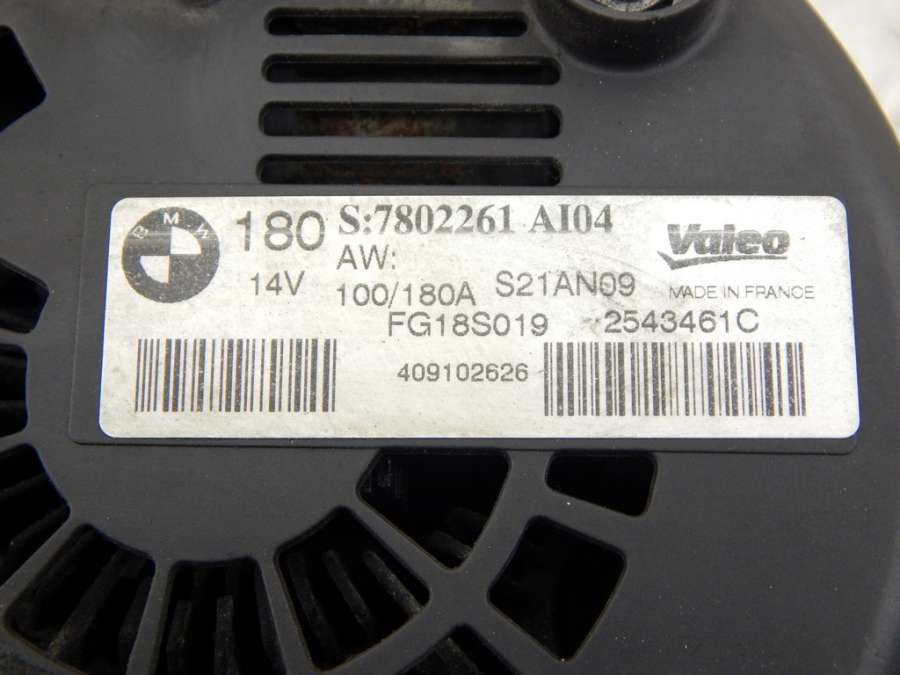 BMW
180 S:7802261 AI04
Valeo
AW:
14V 100/180A S21AN09 MADE IN FRANCE
FG18S019 2543461C
409102626